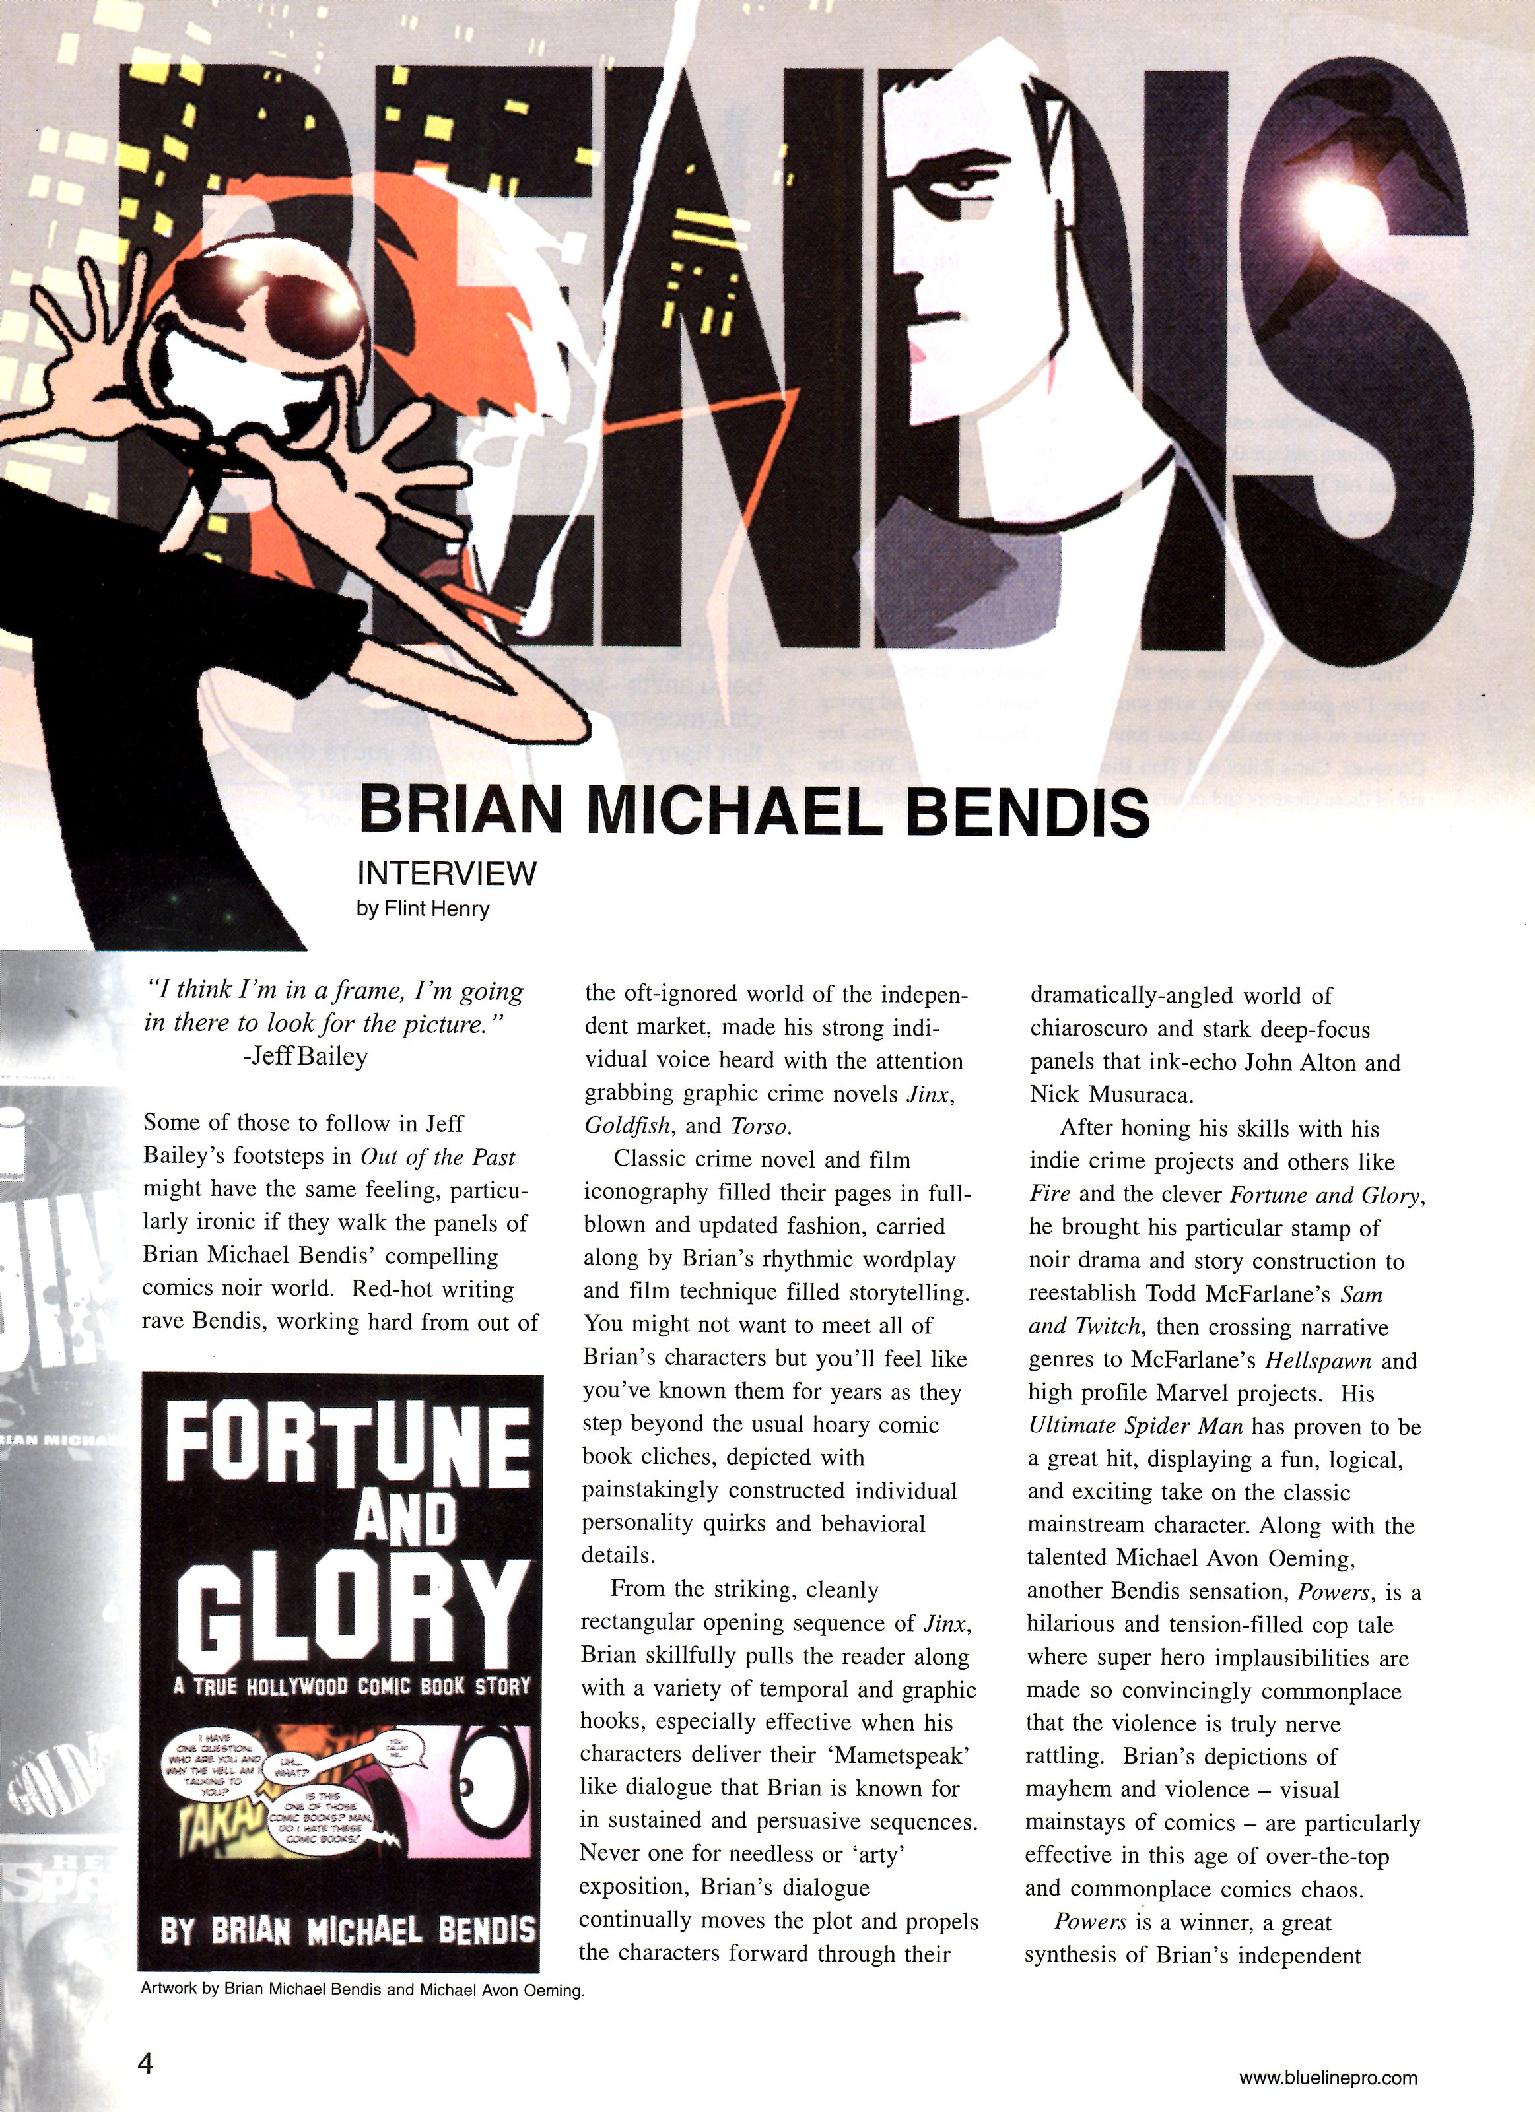 BENDIS
BRIAN MICHAEL BENDIS
INTERVIEW
by Flint Henry
“I think I’m in a frame, I’m going
in there to look for the picture.”
-Jeff Bailey
Some of those to follow in Jeff
Bailey’s footsteps in Out of the Past
might have the same feeling, particu-
larly ironic if they walk the panels of
Brian Michael Bendis’ compelling
comics noir world.  Red-hot writing
rave Bendis, working hard from out of
FORTUNE
AND
GLORY
A TRUE HOLLYWOOD COMIC BOOK STORY
I HAVE
ONE QUESTION:
WHO ARE YOU AND
WHY THE HELL AM I
TALKING TO
YOU?
UH...
WHAT?
YOU
CALLED
ME...
IS THIS
ONE OF THOSE
COMIC BOOKS? MAN,
DO I HATE THESE
COMIC BOOKS!
BY BRIAN MICHAEL BENDIS
Artwork by Brian Michael Bendis and Michael Avon Oeming.
the oft-ignored world of the indepen-
dent market, made his strong indi-
vidual voice heard with the attention
grabbing graphic crime novels Jinx,
Goldfish, and Torso.
Classic crime novel and film
iconography filled their pages in full-
blown and updated fashion, carried
along by Brian’s rhythmic wordplay
and film technique filled storytelling.
You might not want to meet all of
Brian’s characters but you’ll feel like
you’ve known them for years as they
step beyond the usual hoary comic
book cliches, depicted with
painstakingly constructed individual
personality quirks and behavioral
details.
From the striking, cleanly
rectangular opening sequence of Jinx,
Brian skillfully pulls the reader along
with a variety of temporal and graphic
hooks, especially effective when his
characters deliver their ‘Mametspeak’
like dialogue that Brian is known for
in sustained and persuasive sequences.
Never one for needless or ‘arty’
exposition, Brian’s dialogue
continually moves the plot and propels
the characters forward through their
dramatically-angled world of
chiaroscuro and stark deep-focus
panels that ink-echo John Alton and
Nick Musuraca.
After honing his skills with his
indie crime projects and others like
Fire and the clever Fortune and Glory,
he brought his particular stamp of
noir drama and story construction to
reestablish Todd McFarlane’s Sam
and Twitch, then crossing narrative
genres to McFarlane’s Hellspawn and
high profile Marvel projects.  His
Ultimate Spider Man has proven to be
a great hit, displaying a fun, logical,
and exciting take on the classic
mainstream character. Along with the
talented Michael Avon Oeming,
another Bendis sensation, Powers, is a
hilarious and tension-filled cop tale
where super hero implausibilities are
made so convincingly commonplace
that the violence is truly nerve
rattling.  Brian’s depictions of
mayhem and violence – visual
mainstays of comics – are particularly
effective in this age of over-the-top
and commonplace comics chaos.
Powers is a winner, a great
synthesis of Brian’s independent
4
www.bluelinepro.com